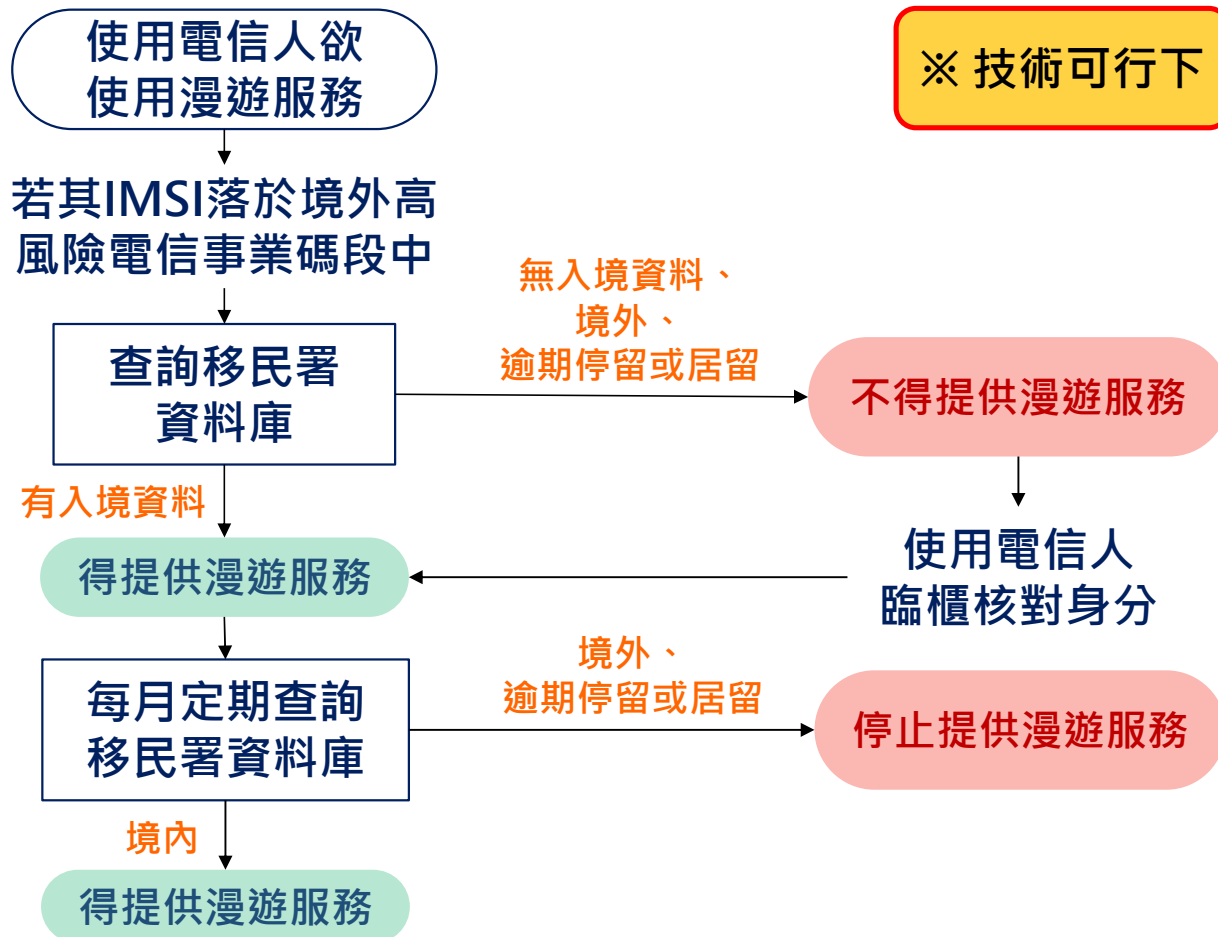 使用電信人欲
使用漫遊服務
※ 技術可行下
若其IMSI落於境外高
風險電信事業碼段中
無入境資料、
境外、
逾期停留或居留
查詢移民署
資料庫
不得提供漫遊服務
有入境資料
得提供漫遊服務
使用電信人
臨櫃核對身分
境外、
逾期停留或居留
每月定期查詢
移民署資料庫
停止提供漫遊服務
境內
得提供漫遊服務